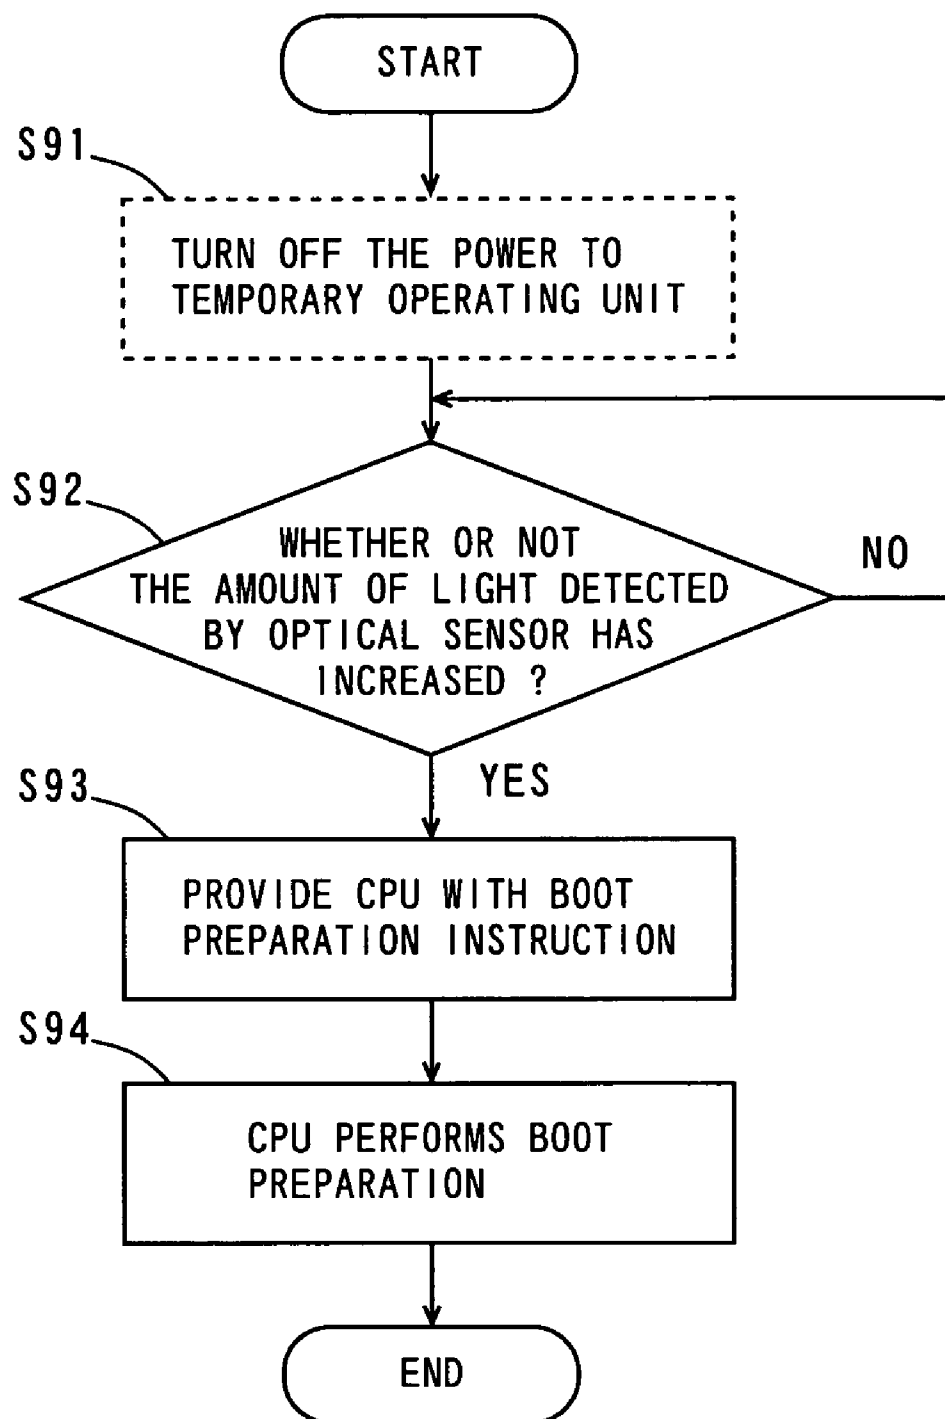 START
S91
TURN OFF THE POWER TO
TEMPORARY OPERATING UNIT
S92
WHETHER OR NOT
THE AMOUNT OF LIGHT DETECTED
BY OPTICAL SENSOR HAS
INCREASED ?
NO
YES
S93
PROVIDE CPU WITH BOOT
PREPARATION INSTRUCTION
S94
CPU PERFORMS BOOT
PREPARATION
END